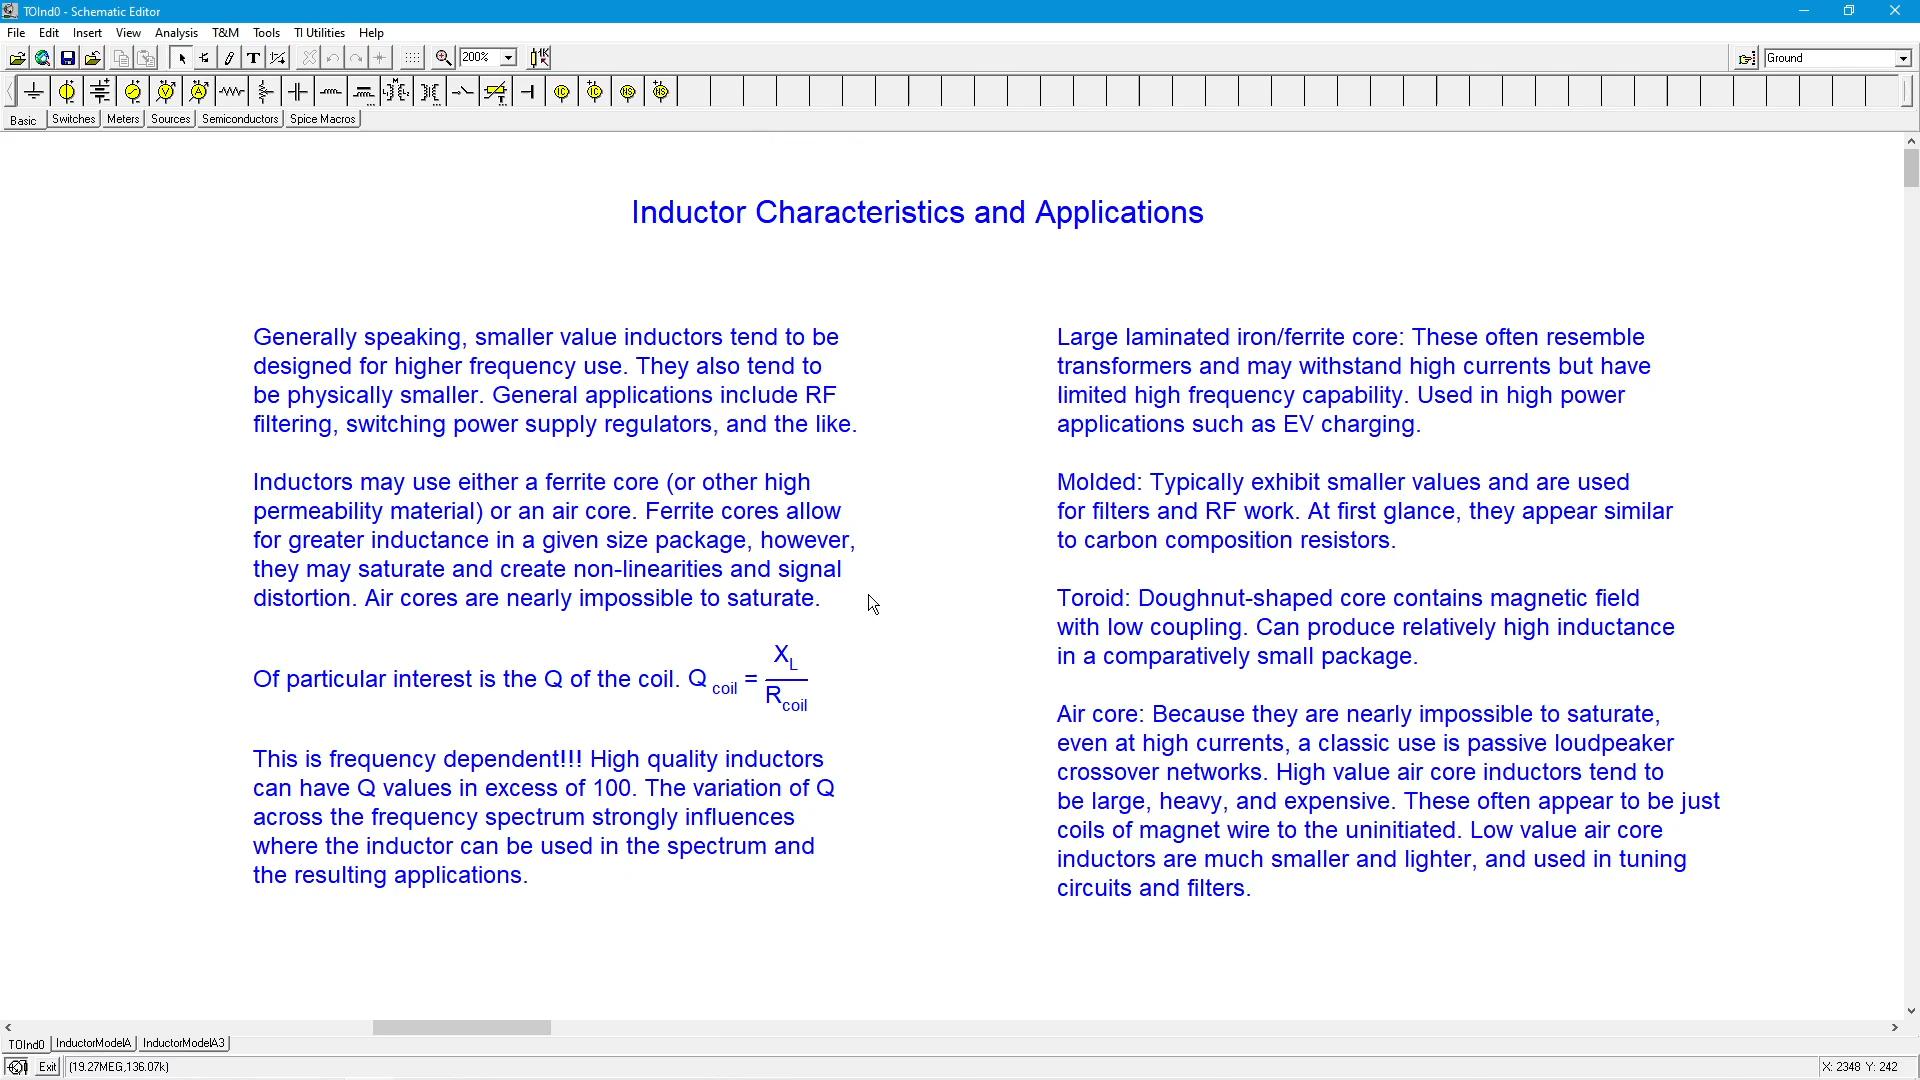 TOInd0 - Schematic Editor
File Edit Insert View Analysis T&M Tools TI Utilities Help
200%
1K
Ground
IC IC NS NS
Basic Switches Meters Sources Semiconductors Spice Macros
Inductor Characteristics and Applications
Generally speaking, smaller value inductors tend to be
designed for higher frequency use. They also tend to
be physically smaller. General applications include RF
filtering, switching power supply regulators, and the like.
Inductors may use either a ferrite core (or other high
permeability material) or an air core. Ferrite cores allow
for greater inductance in a given size package, however,
they may saturate and create non-linearities and signal
distortion. Air cores are nearly impossible to saturate.
Of particular interest is the Q of the coil. Q coil = XL / Rcoil
This is frequency dependent!!! High quality inductors
can have Q values in excess of 100. The variation of Q
across the frequency spectrum strongly influences
where the inductor can be used in the spectrum and
the resulting applications.
Large laminated iron/ferrite core: These often resemble
transformers and may withstand high currents but have
limited high frequency capability. Used in high power
applications such as EV charging.
Molded: Typically exhibit smaller values and are used
for filters and RF work. At first glance, they appear similar
to carbon composition resistors.
Toroid: Doughnut-shaped core contains magnetic field
with low coupling. Can produce relatively high inductance
in a comparatively small package.
Air core: Because they are nearly impossible to saturate,
even at high currents, a classic use is passive loudpeaker
crossover networks. High value air core inductors tend to
be large, heavy, and expensive. These often appear to be just
coils of magnet wire to the uninitiated. Low value air core
inductors are much smaller and lighter, and used in tuning
circuits and filters.
TOInd0 InductorModelA InductorModelA3
Exit (19.27MEG,136.07k)
X: 2348 Y: 242